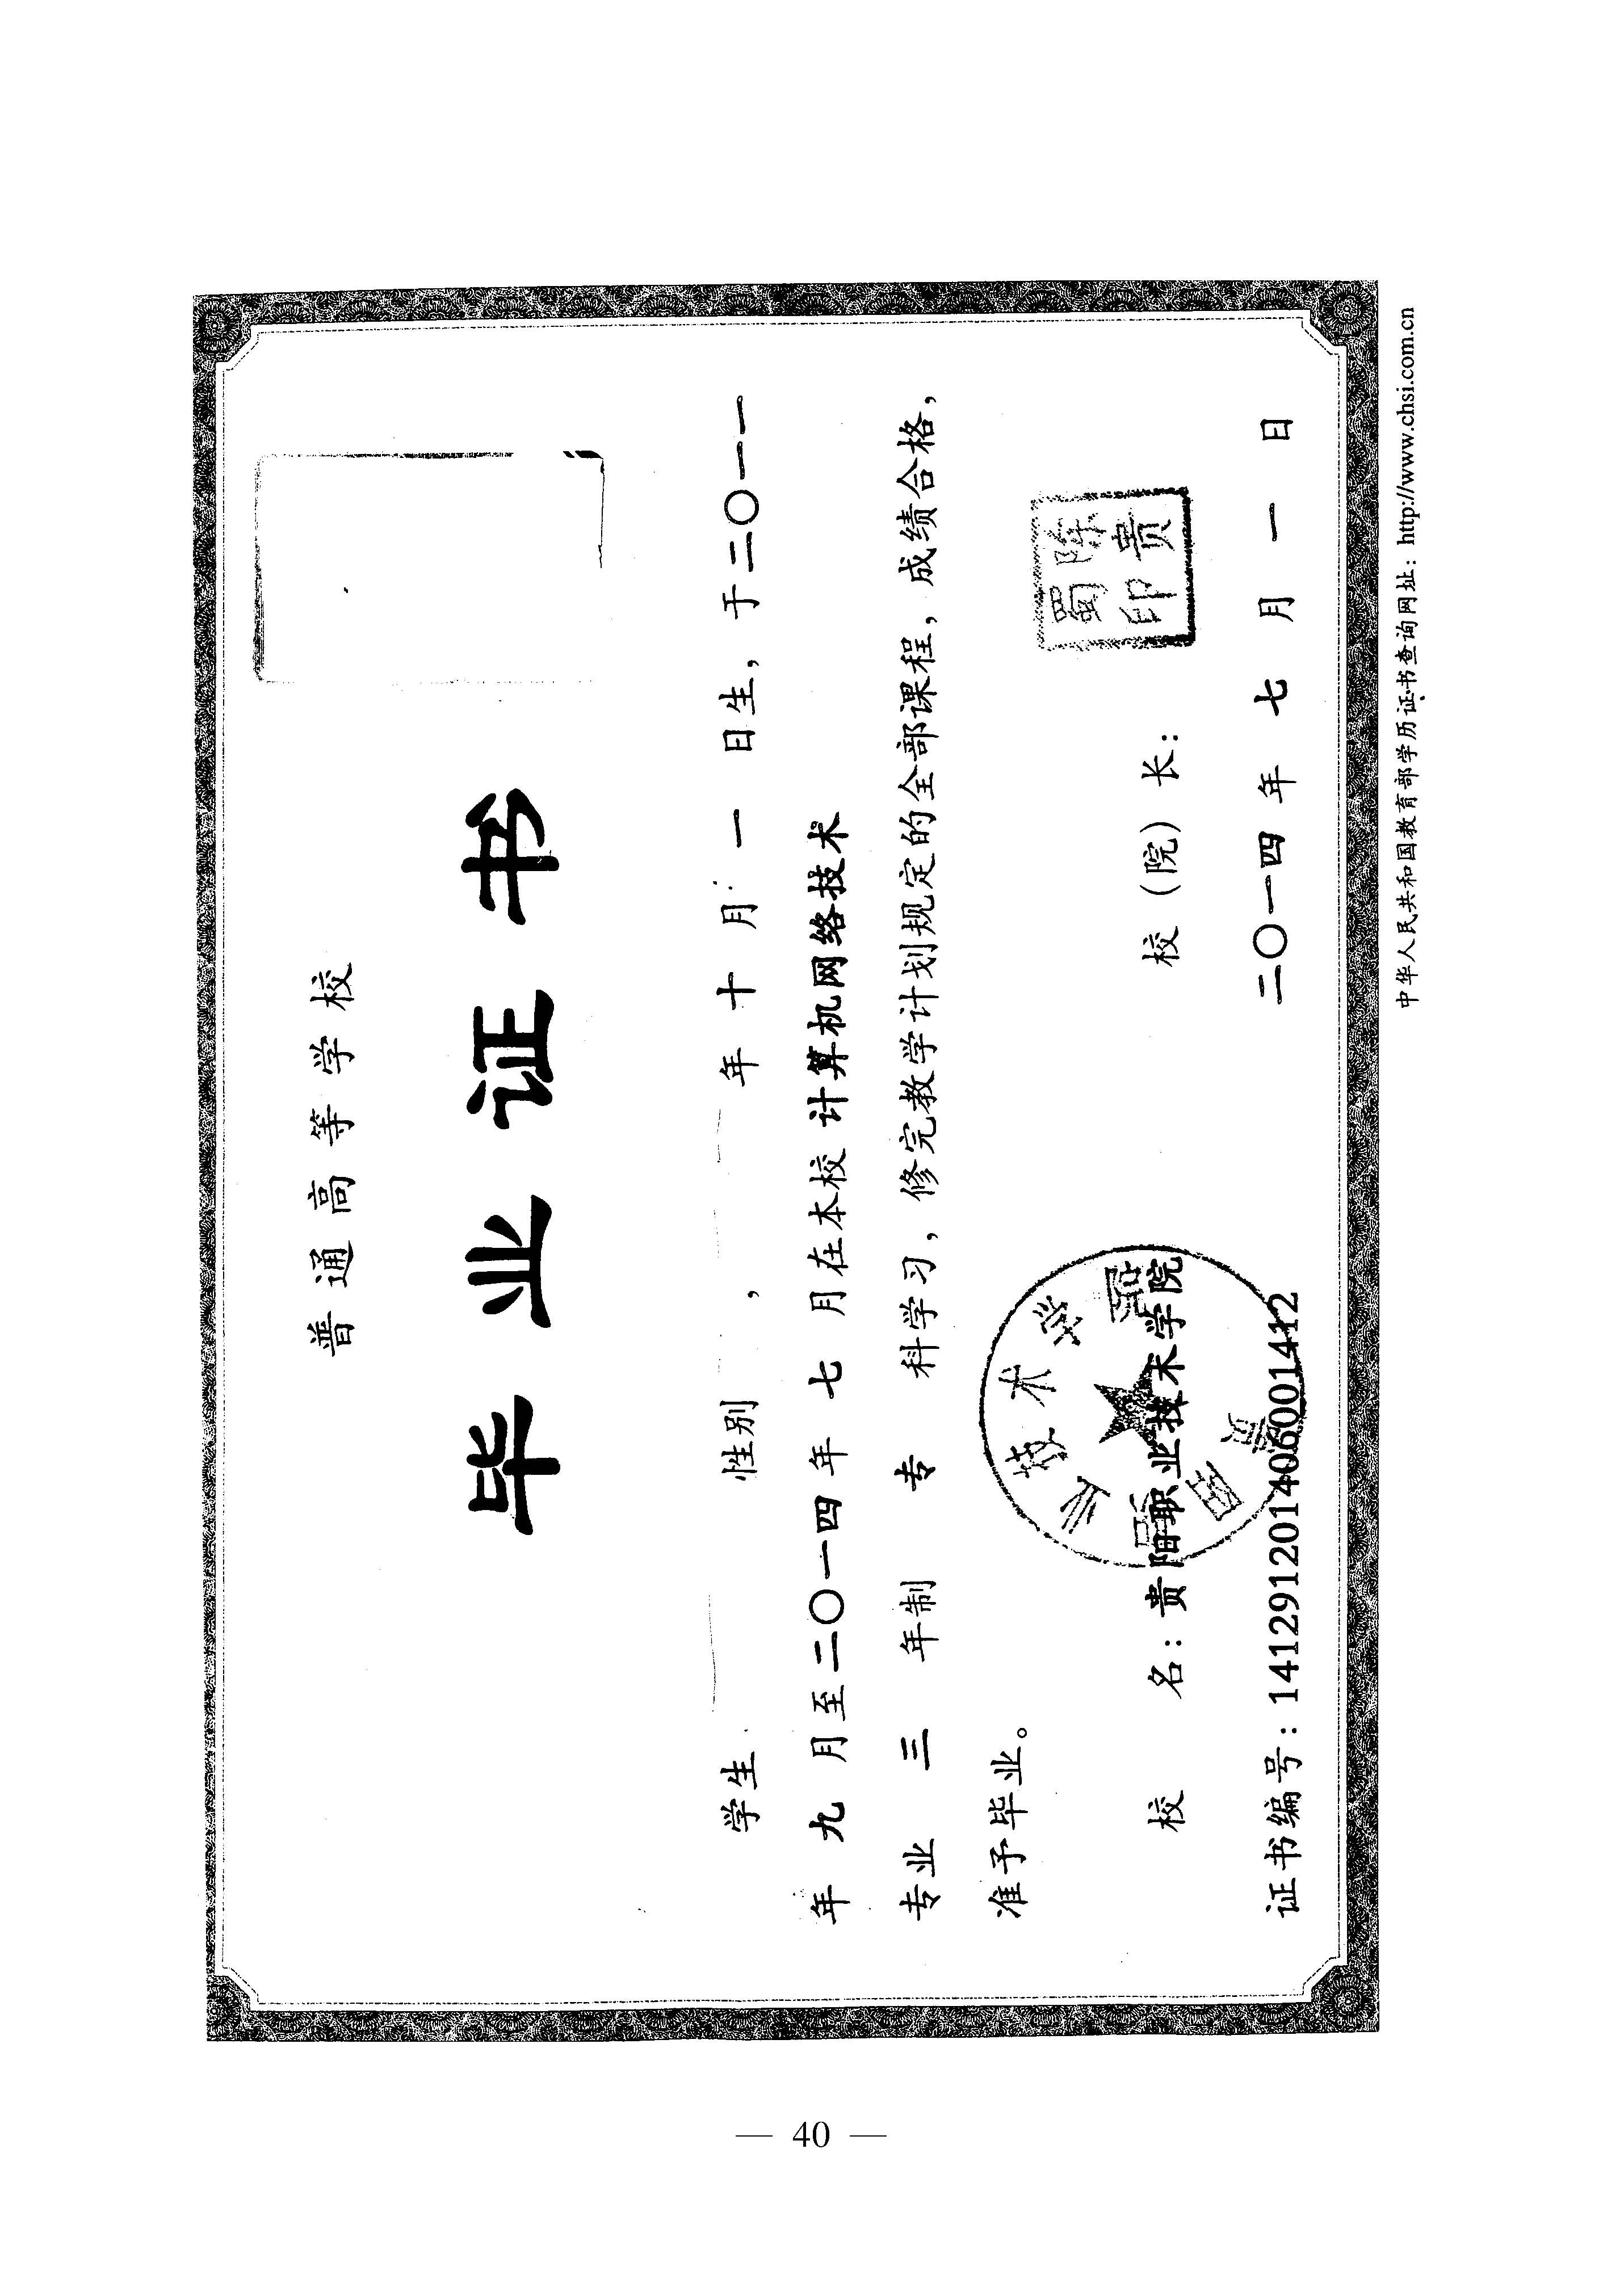 普通高等学校
毕业证书
学生 性别 ， 年 十 月 一 日生，于二〇一一
年 九 月至二〇一四年 七 月在本校 计算机网络技术
专业 三 年制 专 科学习，修完教学计划规定的全部课程，成绩合格，
准予毕业。
校 名：贵阳职业技术学院 校（院）长：
陈贵蜀印
业技术学院
证书编号：141291201406001412 二〇一四 年 七 月 一 日
中华人民共和国教育部学历证书查询网址：http://www.chsi.com.cn
— 40 —